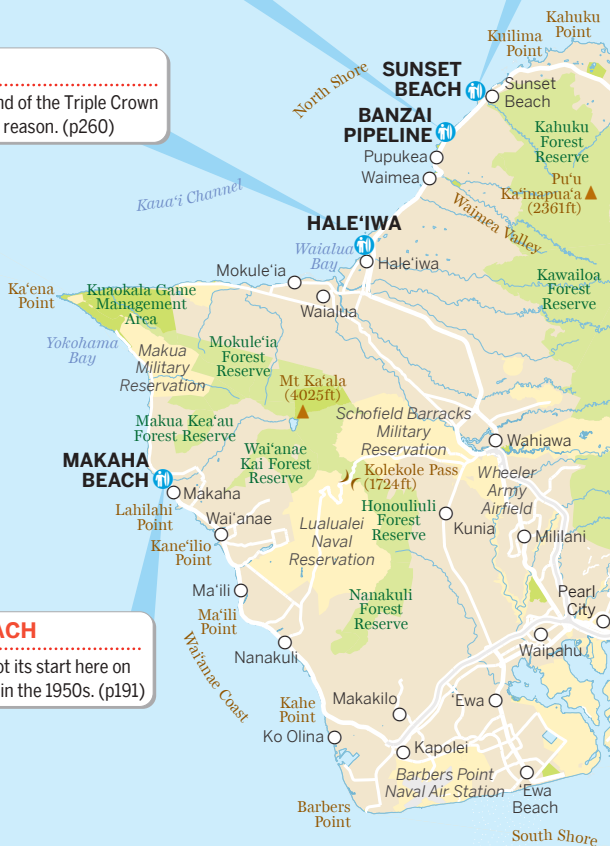 Kahuku
Point
Kuilima
Point
North Shore
SUNSET
BEACH
Sunset
Beach
nd of the Triple Crown
reason. (p260)
BANZAI
PIPELINE
Kahuku
Forest
Reserve
Pupukea
Waimea
Pu‘u
Ka‘inapua‘a
(2361ft)
Kaua‘i Channel
Waimea Valley
HALE‘IWA
Waialua
Bay
Hale‘iwa
Mokule‘ia
Kawailoa
Forest
Reserve
Ka‘ena
Point
Kuaokala Game
Management
Area
Waialua
Yokohama
Bay
Makua
Military
Reservation
Mokule‘ia
Forest
Reserve
Mt Ka‘ala
(4025ft)
Schofield Barracks
Military
Reservation
Makua Kea‘au
Forest Reserve
Wahiawa
Wai‘anae
Kai Forest
Reserve
MAKAHA
BEACH
Kolekole Pass
(1724ft)
Wheeler
Army
Airfield
Makaha
Lahilahi
Point
Wai‘anae
Honouliuli
Forest
Reserve
Kunia
Lualualei
Naval
Reservation
Mililani
Kane‘ilio
Point
Ma‘ili
Nanakuli
Forest
Reserve
Pearl
City
Ma‘ili
Point
ACH
ot its start here on
in the 1950s. (p191)
Waipahu
Nanakuli
Wai‘anae Coast
Kahe
Point
Makakilo
‘Ewa
Ko Olina
Kapolei
Barbers Point
Naval Air Station
‘Ewa
Beach
Barbers
Point
South Shore